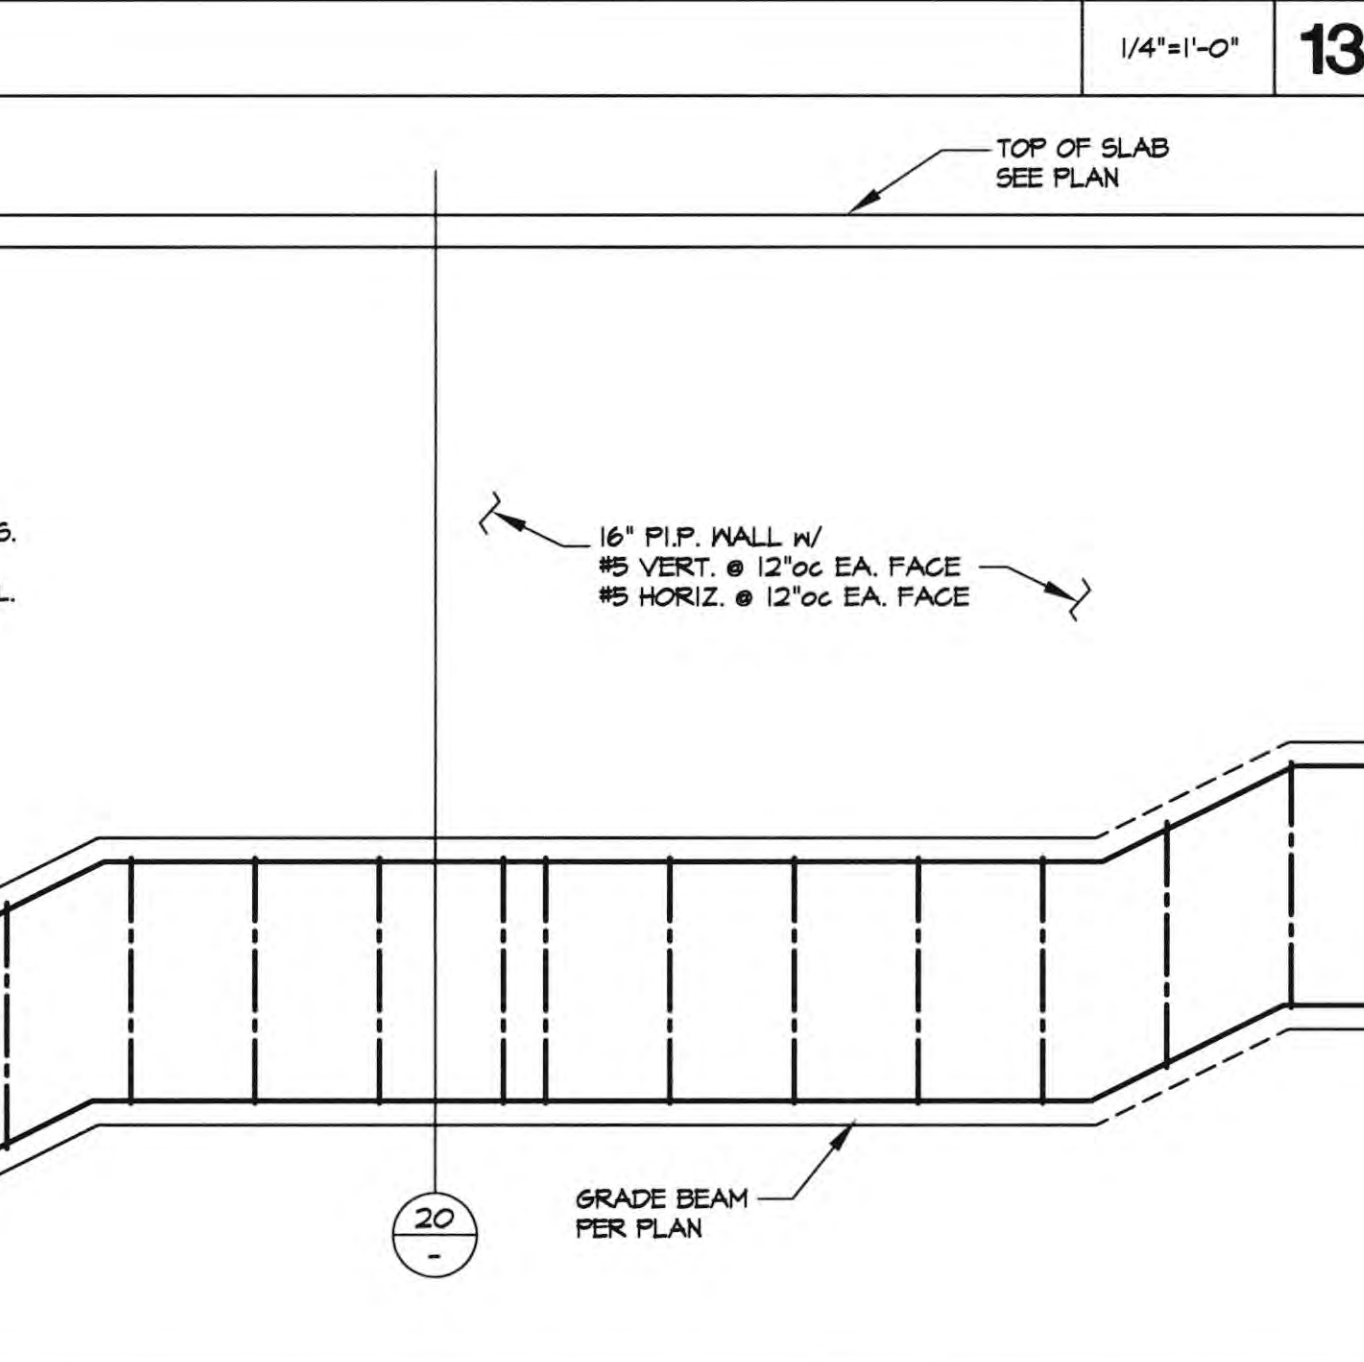 1/4"=1'-0"
13
TOP OF SLAB
SEE PLAN
S.
L.
16" P.I.P. WALL w/
#5 VERT. @ 12"oc EA. FACE
#5 HORIZ. @ 12"oc EA. FACE
GRADE BEAM
PER PLAN
20
-